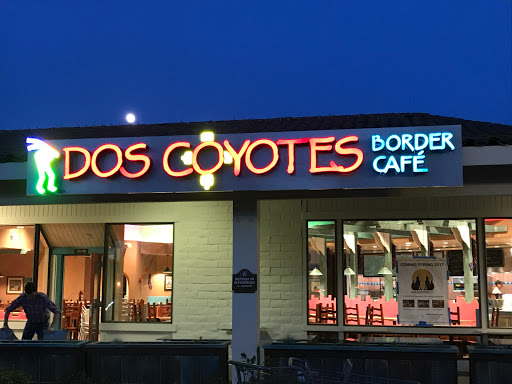 DOS COYOTES
BORDER
CAFÉ
COMING SPRING 2017